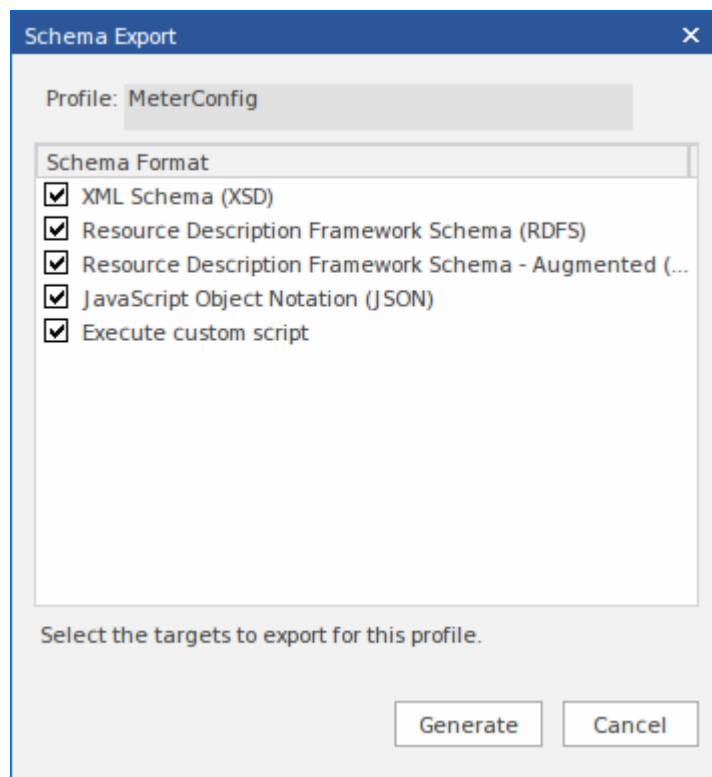 Schema Export
Profile: MeterConfig
Schema Format
XML Schema (XSD)
Resource Description Framework Schema (RDFS)
Resource Description Framework Schema - Augmented (...
JavaScript Object Notation (JSON)
Execute custom script
Select the targets to export for this profile.
Generate Cancel